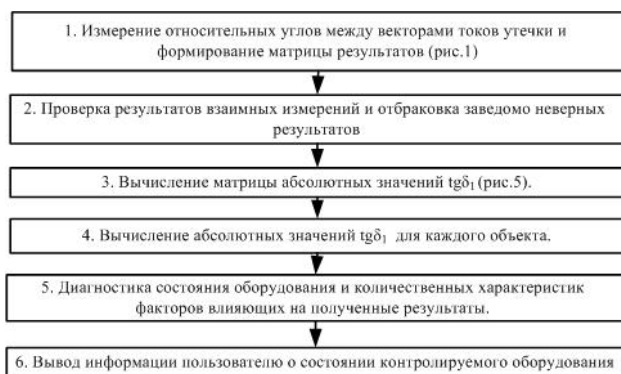 1. Измерение относительных углов между векторами токов утечки и
формирование матрицы результатов (рис.1)
2. Проверка результатов взаимных измерений и отбраковка заведомо неверных
результатов
3. Вычисление матрицы абсолютных значений tgδ₁ (рис.5).
4. Вычисление абсолютных значений tgδ₁ для каждого объекта.
5. Диагностика состояния оборудования и количественных характеристик
факторов влияющих на полученные результаты.
6. Вывод информации пользователю о состоянии контролируемого оборудования